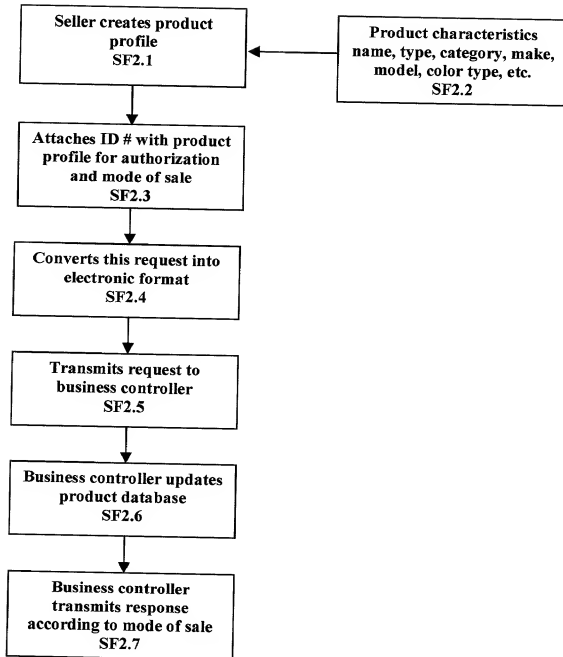 Seller creates product
profile
SF2.1
Product characteristics
name, type, category, make,
model, color type, etc.
SF2.2
Attaches ID # with product
profile for authorization
and mode of sale
SF2.3
Converts this request into
electronic format
SF2.4
Transmits request to
business controller
SF2.5
Business controller updates
product database
SF2.6
Business controller
transmits response
according to mode of sale
SF2.7